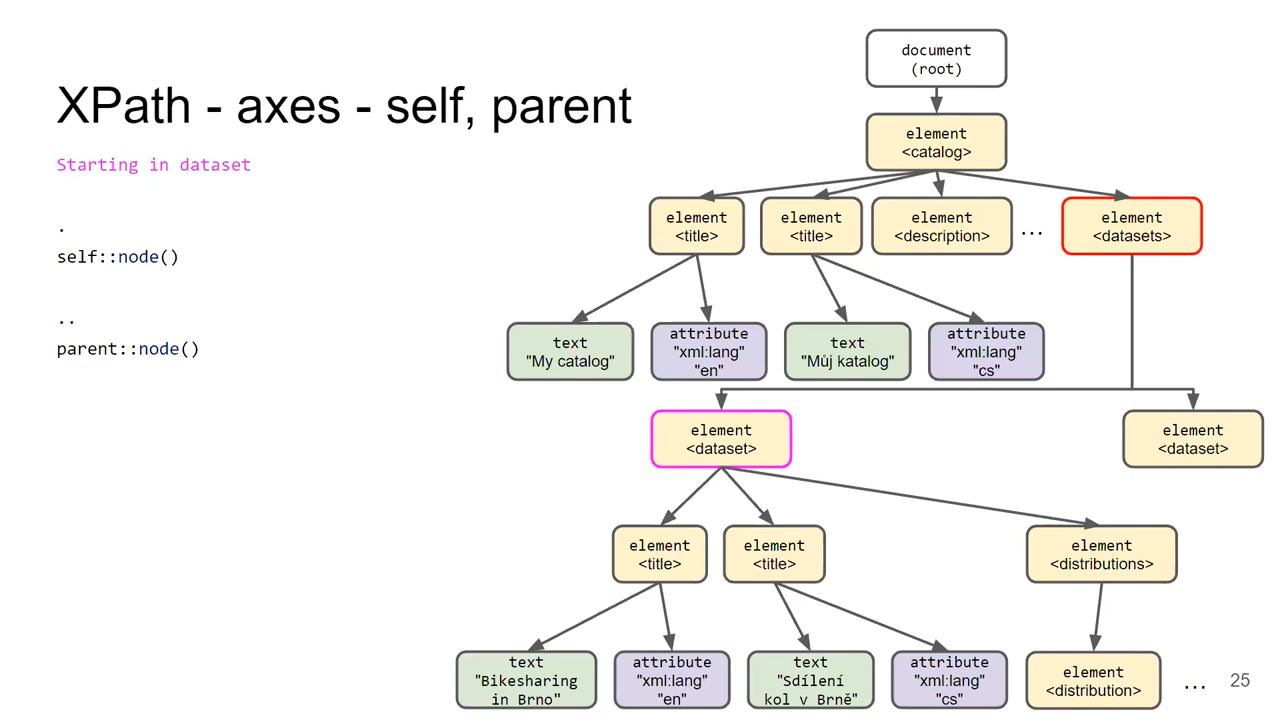 XPath - axes - self, parent
Starting in dataset
.
self::node()
..
parent::node()
document
(root)
element
<catalog>
element
<title>
element
<title>
element
<description>
...
element
<datasets>
text
"My catalog"
attribute
"xml:lang"
"en"
text
"Můj katalog"
attribute
"xml:lang"
"cs"
element
<dataset>
element
<dataset>
element
<title>
element
<title>
element
<distributions>
text
"Bikesharing
in Brno"
attribute
"xml:lang"
"en"
text
"Sdílení
kol v Brně"
attribute
"xml:lang"
"cs"
element
<distribution>
...
25